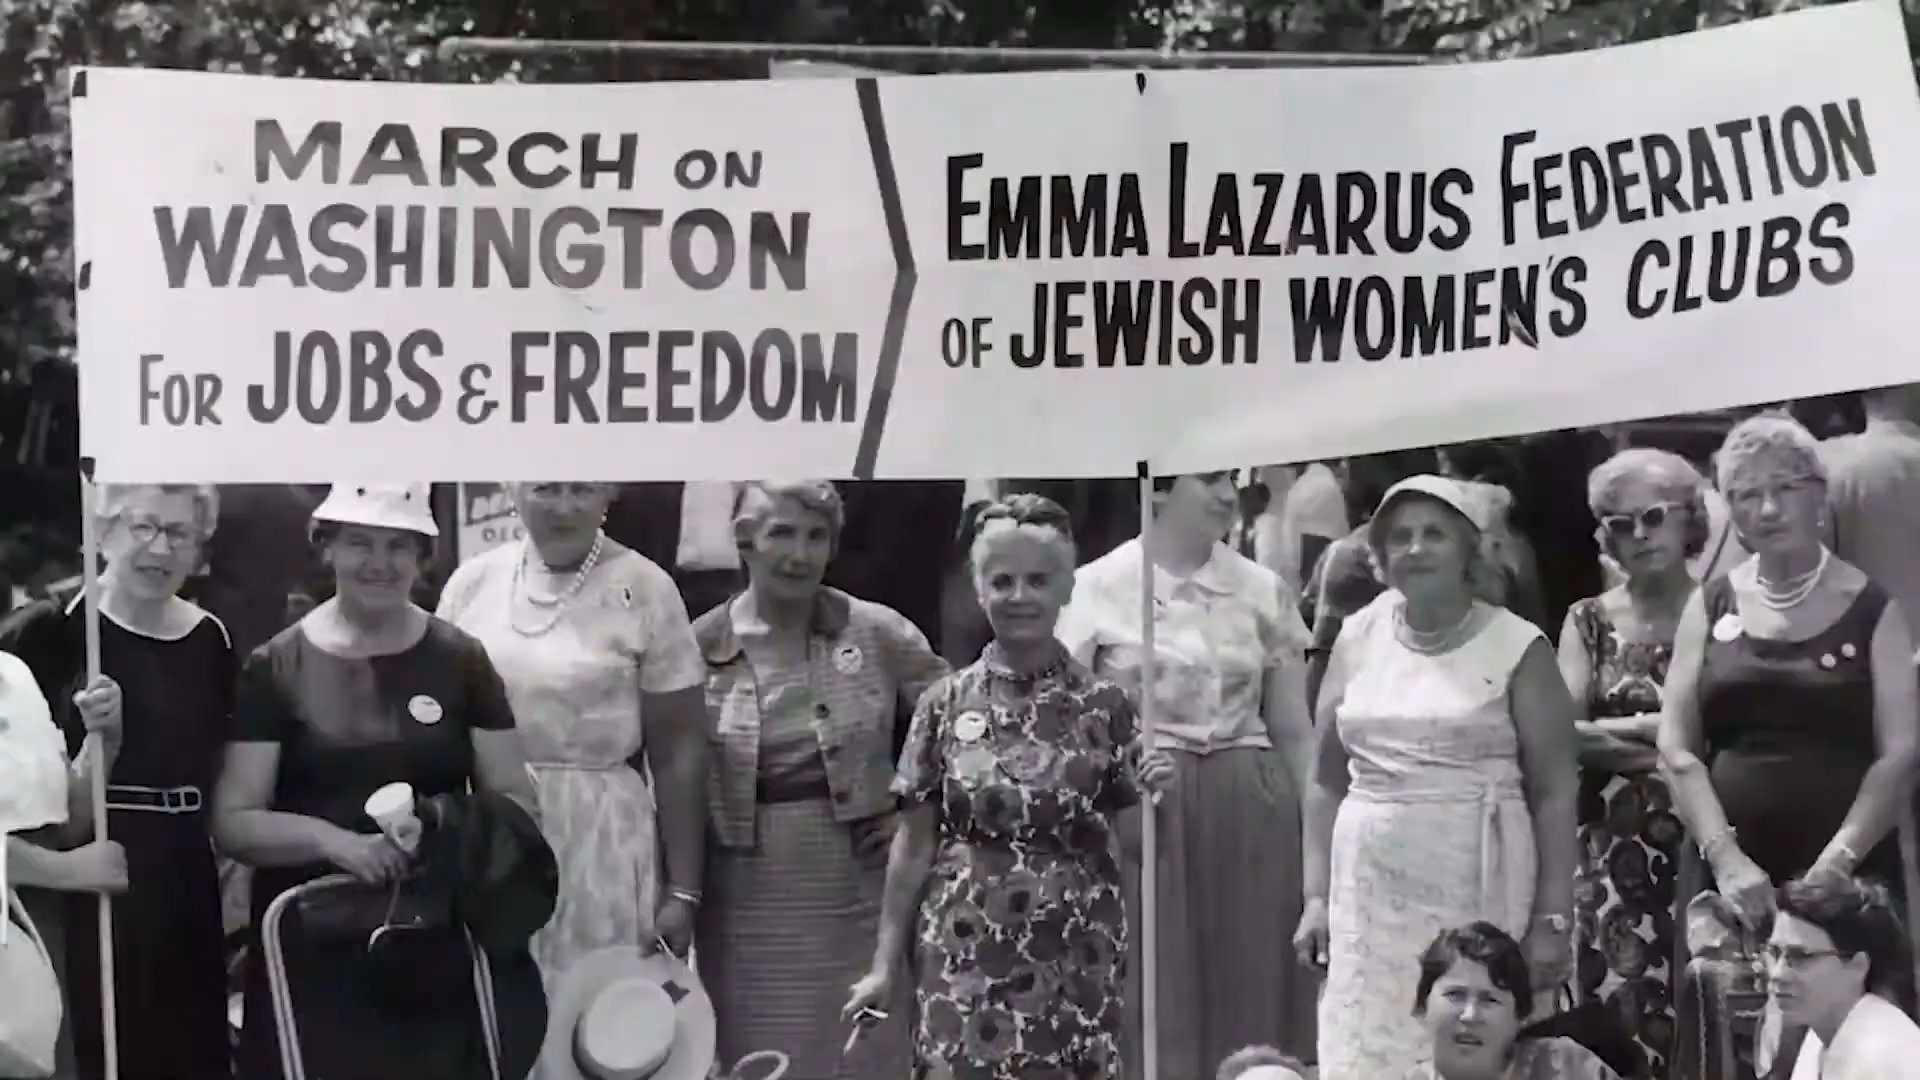 MARCH ON
WASHINGTON
FOR JOBS & FREEDOM
EMMA LAZARUS FEDERATION
OF JEWISH WOMEN'S CLUBS